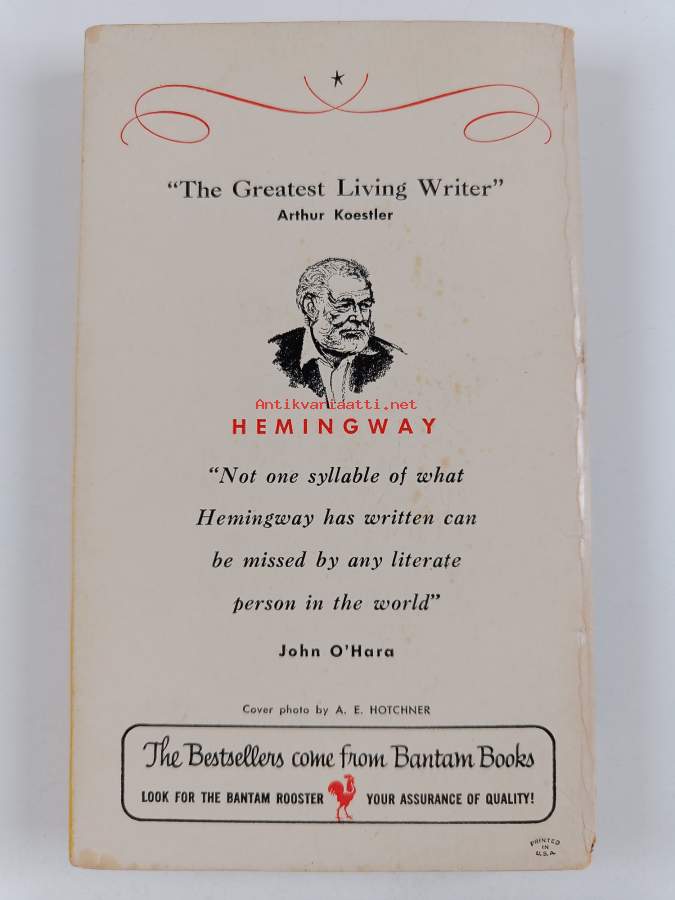 “The Greatest Living Writer”
Arthur Koestler
Antikvariaatti.net
HEMINGWAY
“Not one syllable of what
Hemingway has written can
be missed by any literate
person in the world”
John O’Hara
Cover photo by A. E. HOTCHNER
The Bestsellers come from Bantam Books
LOOK FOR THE BANTAM ROOSTER YOUR ASSURANCE OF QUALITY!
PRINTED
IN
U.S.A.